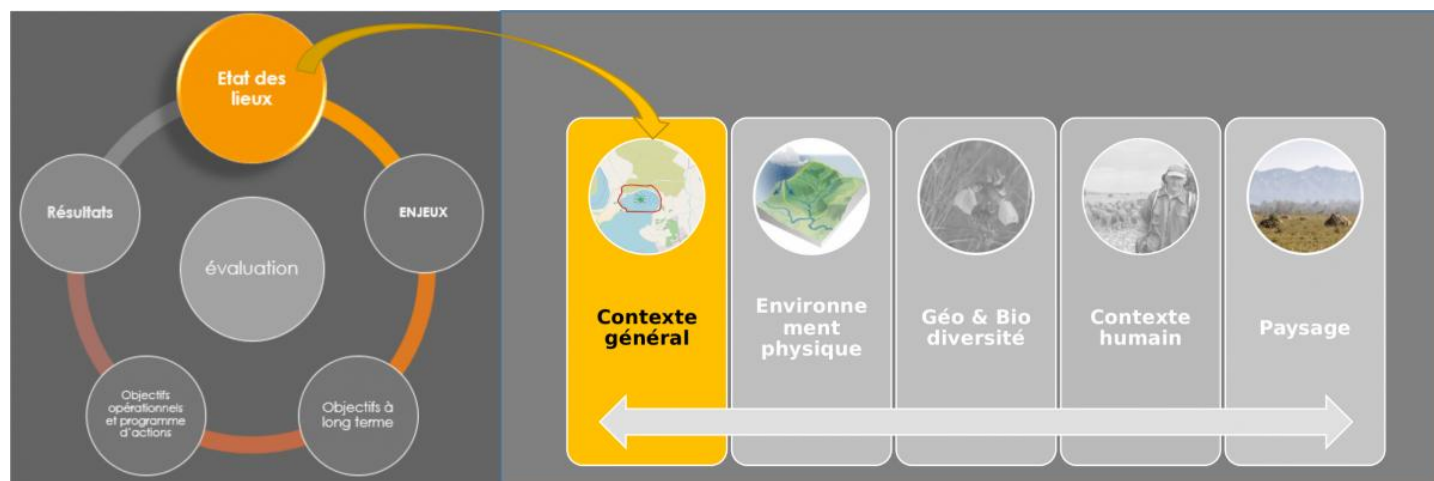 Etat des
lieux
Résultats
ENJEUX
évaluation
Objectifs
opérationnels
et programme
d'actions
Objectifs à
long terme
Contexte
général
Environne
ment
physique
Géo & Bio
diversité
Contexte
humain
Paysage